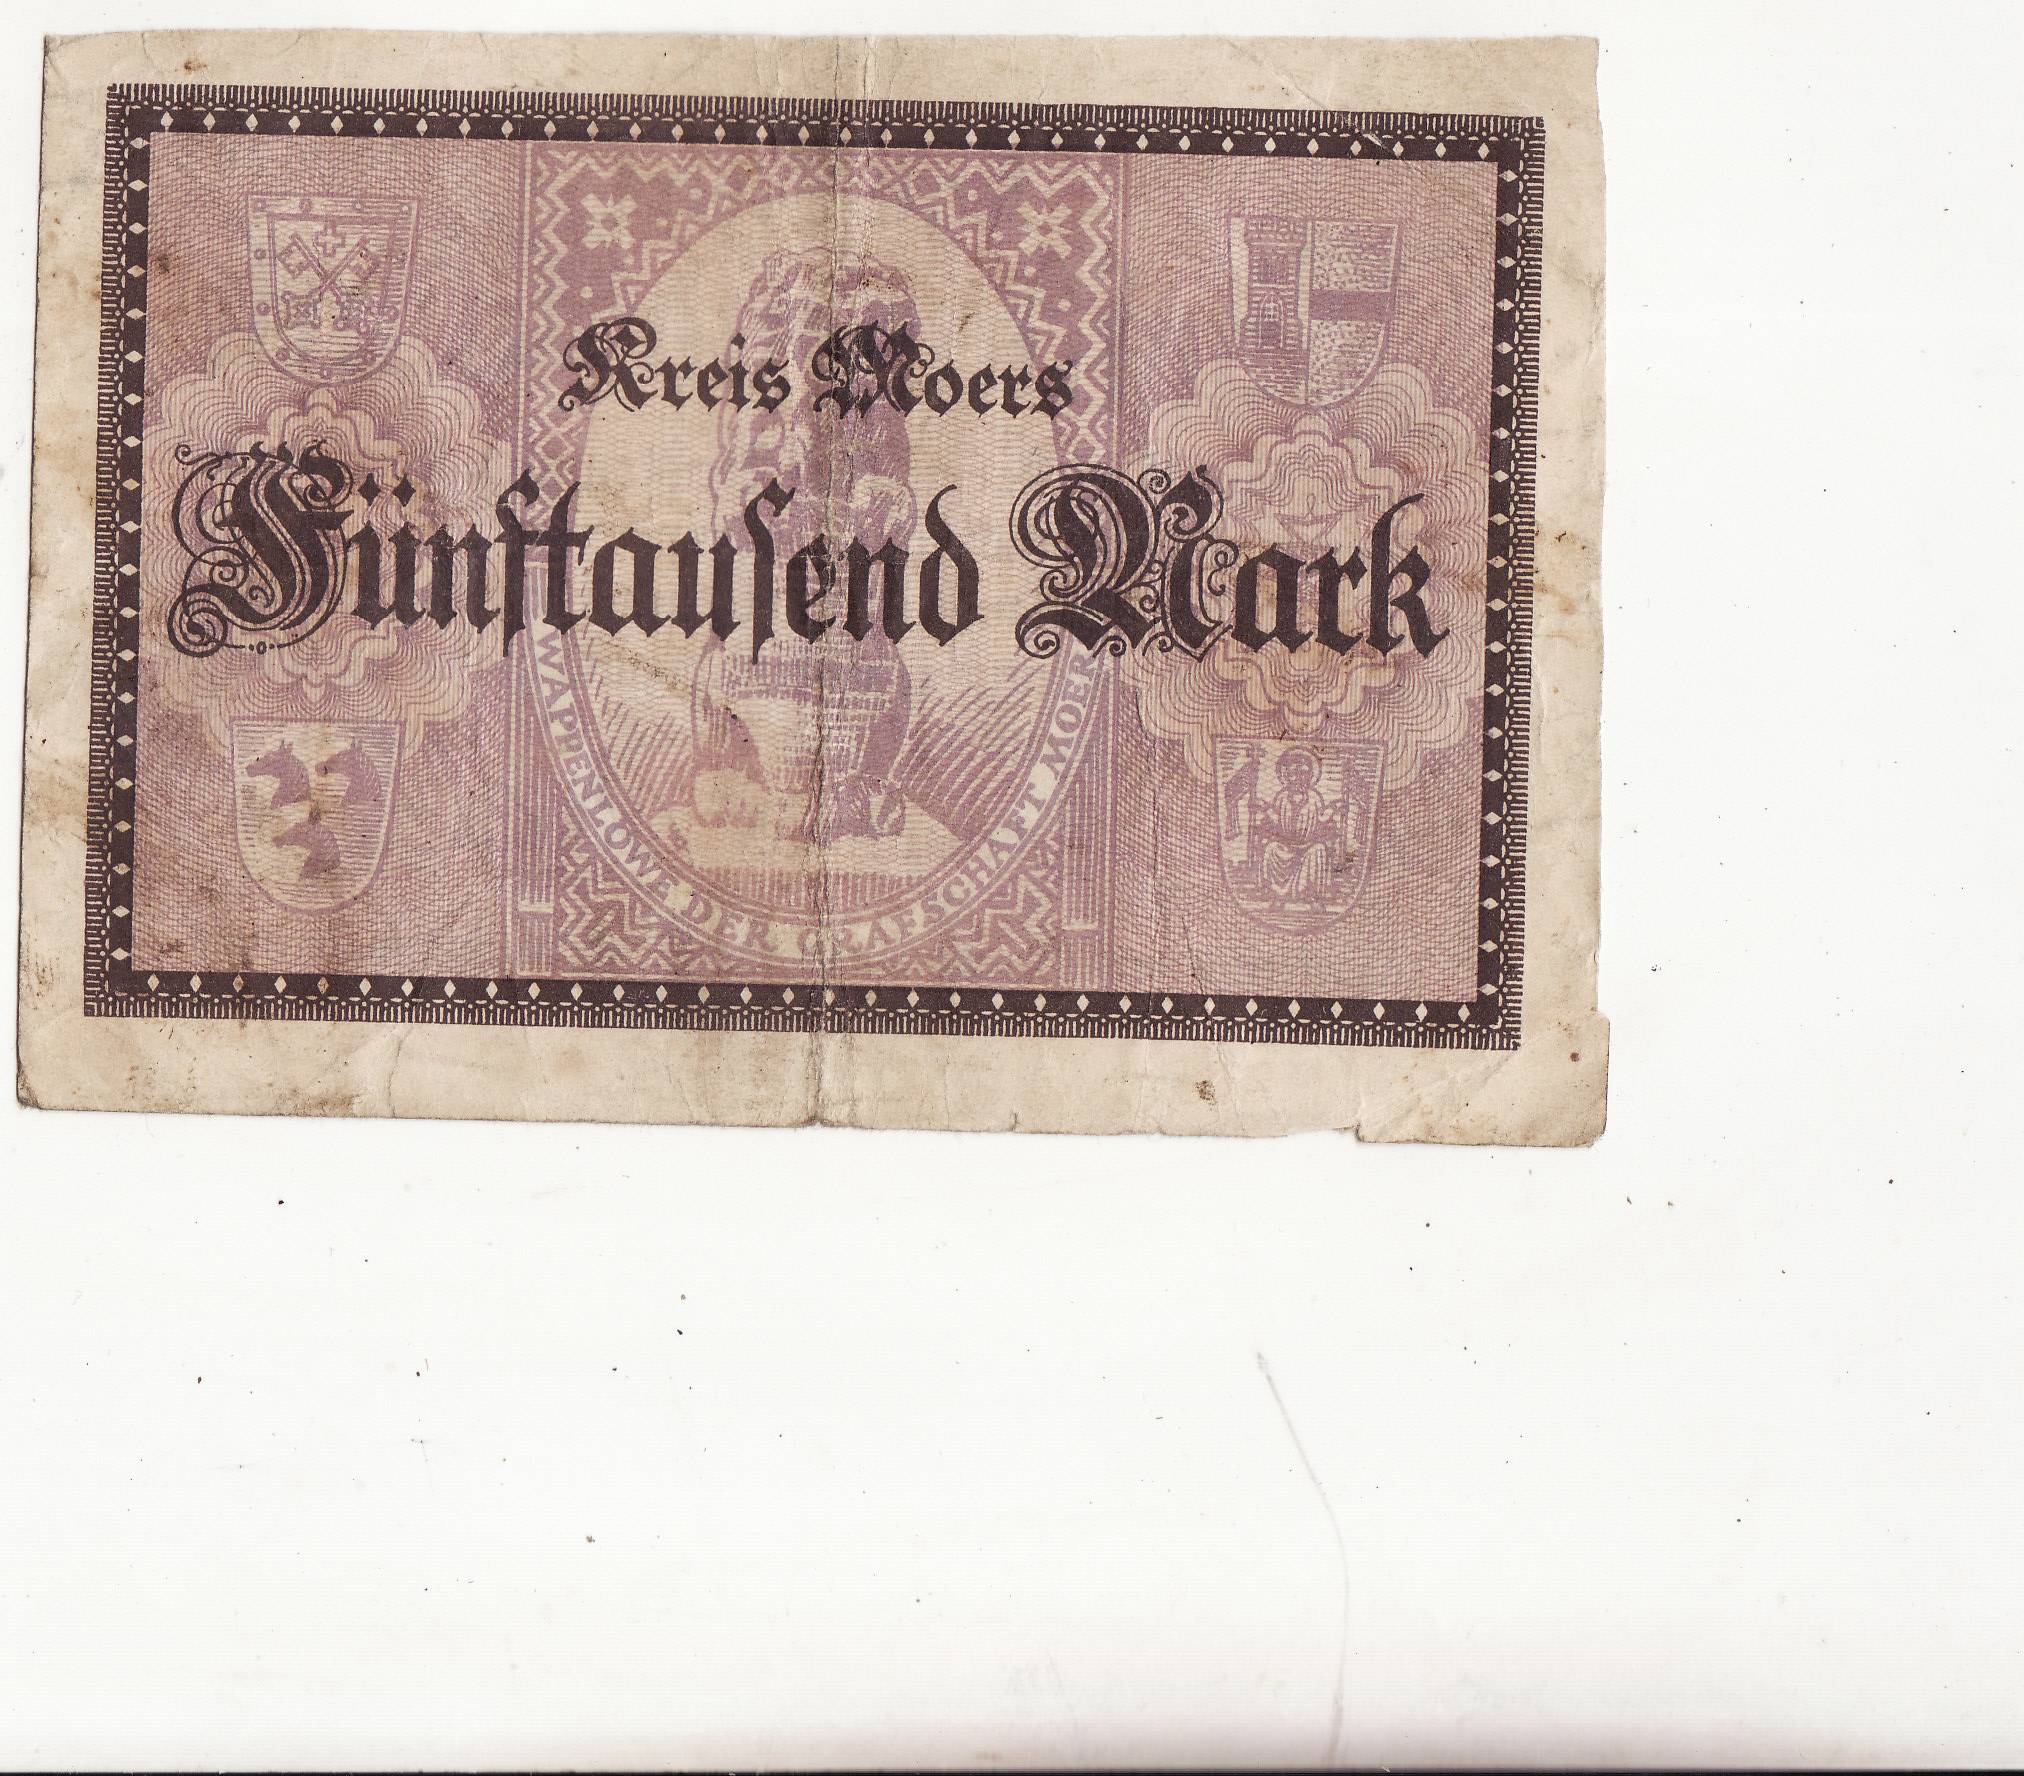 Kreis Moers
Fünftauſend Mark
WAPPENLÖWE DER GRAFSCHAFT MOERS